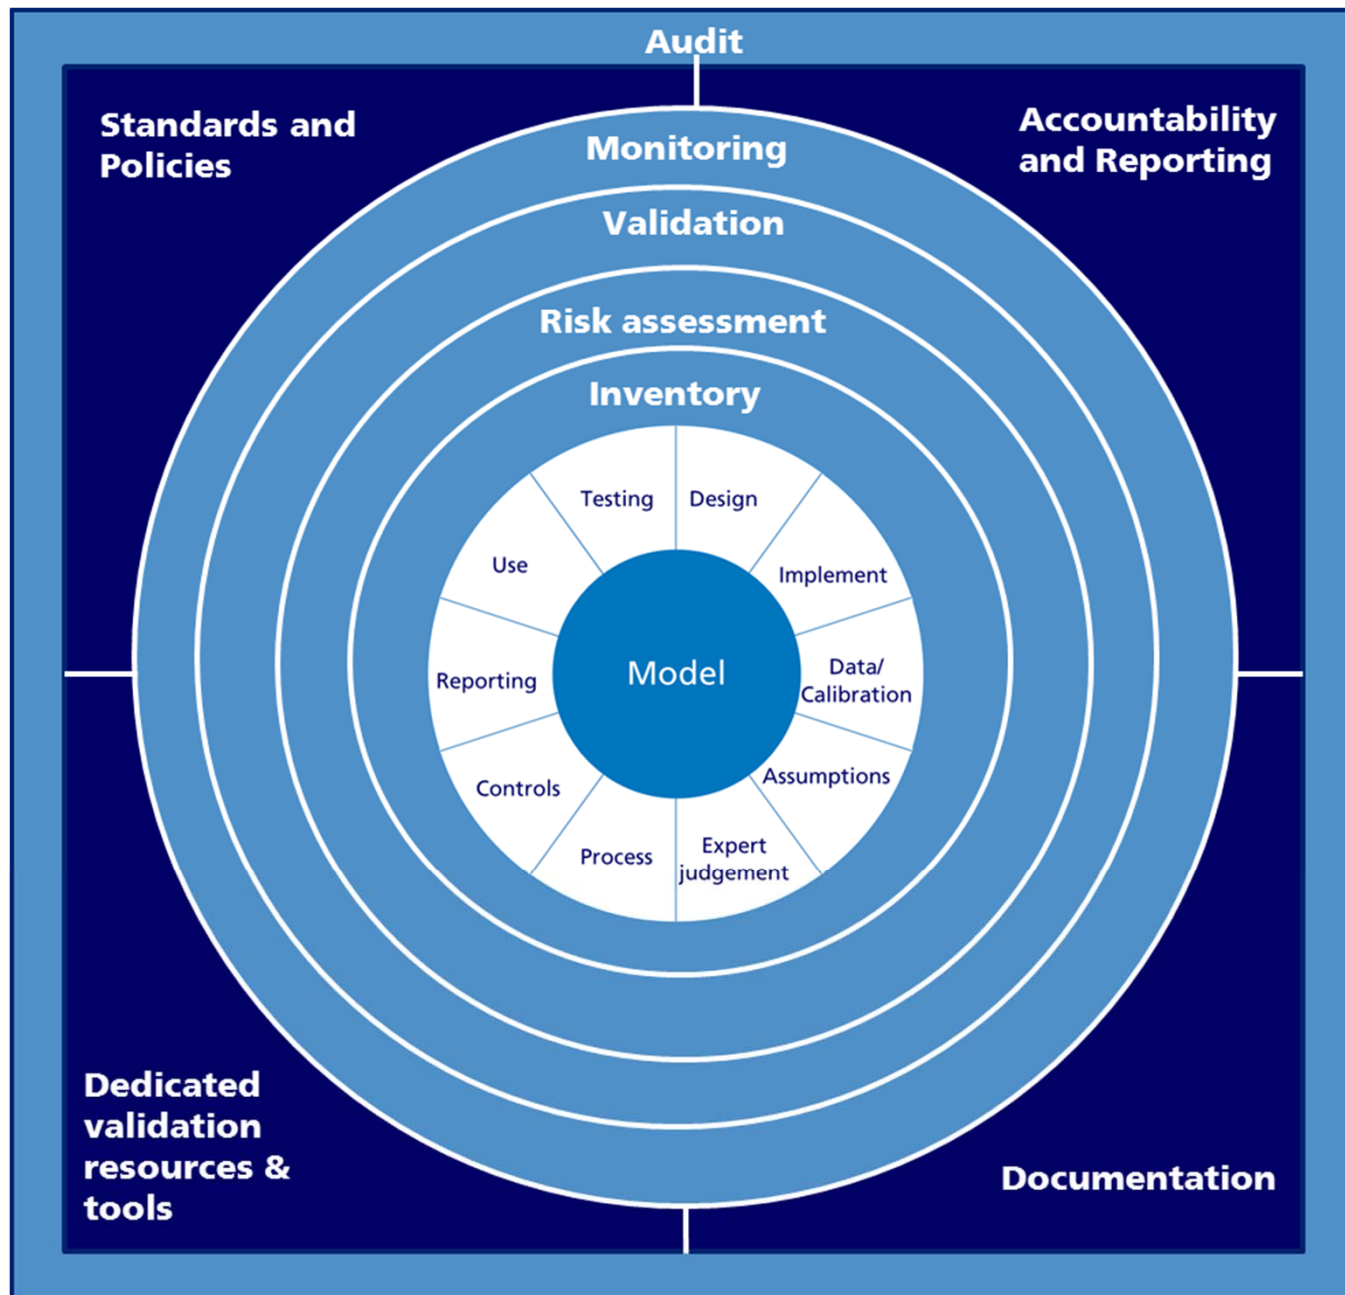 Audit
Standards and
Policies
Accountability
and Reporting
Monitoring
Validation
Risk assessment
Inventory
Testing
Design
Use
Implement
Reporting
Model
Data/
Calibration
Controls
Assumptions
Process
Expert
judgement
Dedicated
validation
resources &
tools
Documentation